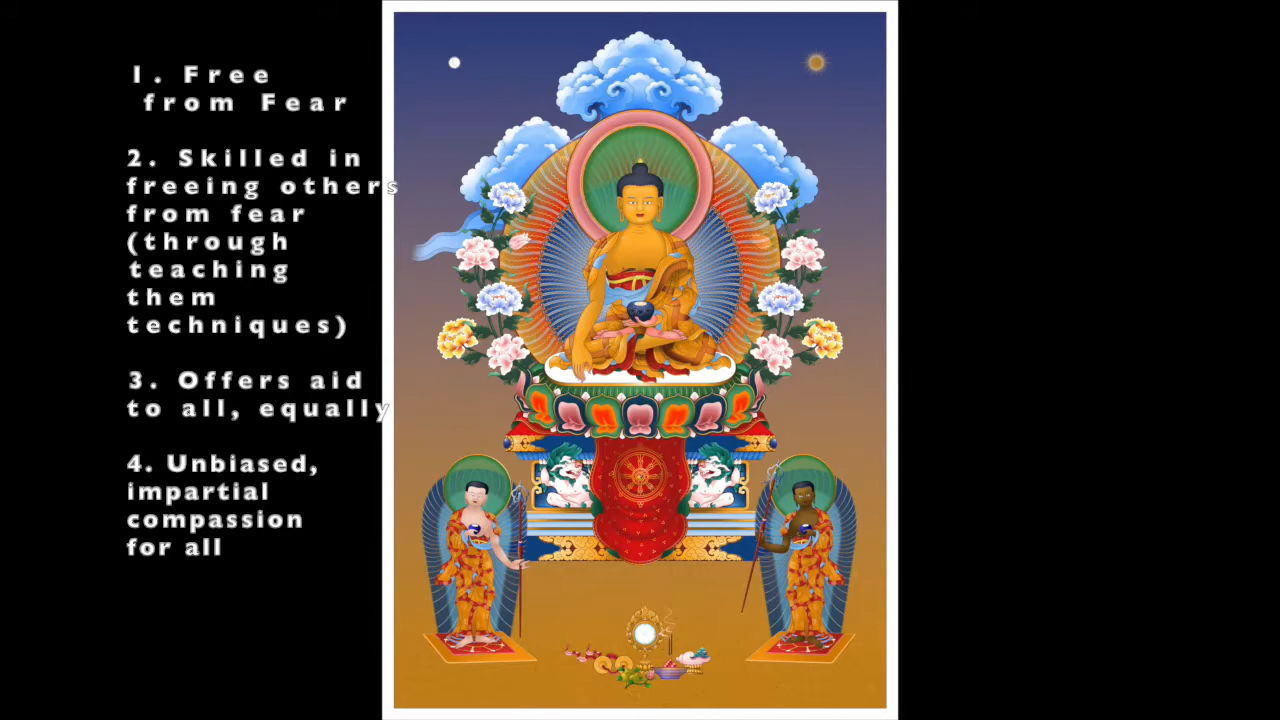 1. Free
from Fear
2. Skilled in
freeing others
from fear
(through
teaching
them
techniques)
3. Offers aid
to all, equally
4. Unbiased,
impartial
compassion
for all